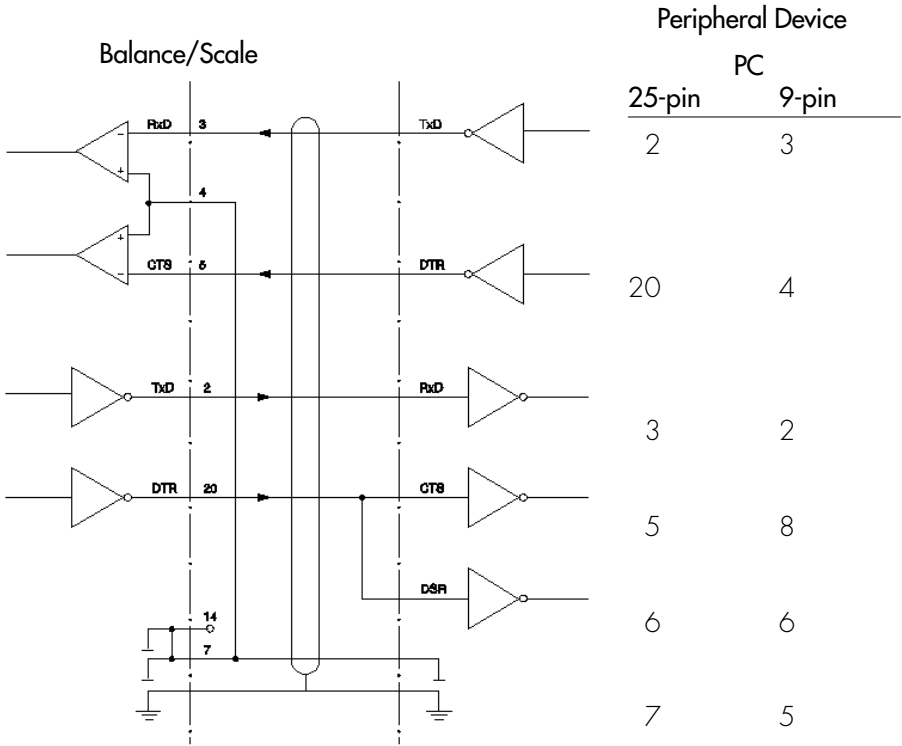 Peripheral Device
Balance/Scale
PC
25-pin 9-pin
RxD 3 TxD
2 3
-
+
4
+
-
CTS 5 DTR
20 4
TxD 2 RxD
3 2
DTR 20 CTS
5 8
DSR
6 6
14
7
7 5